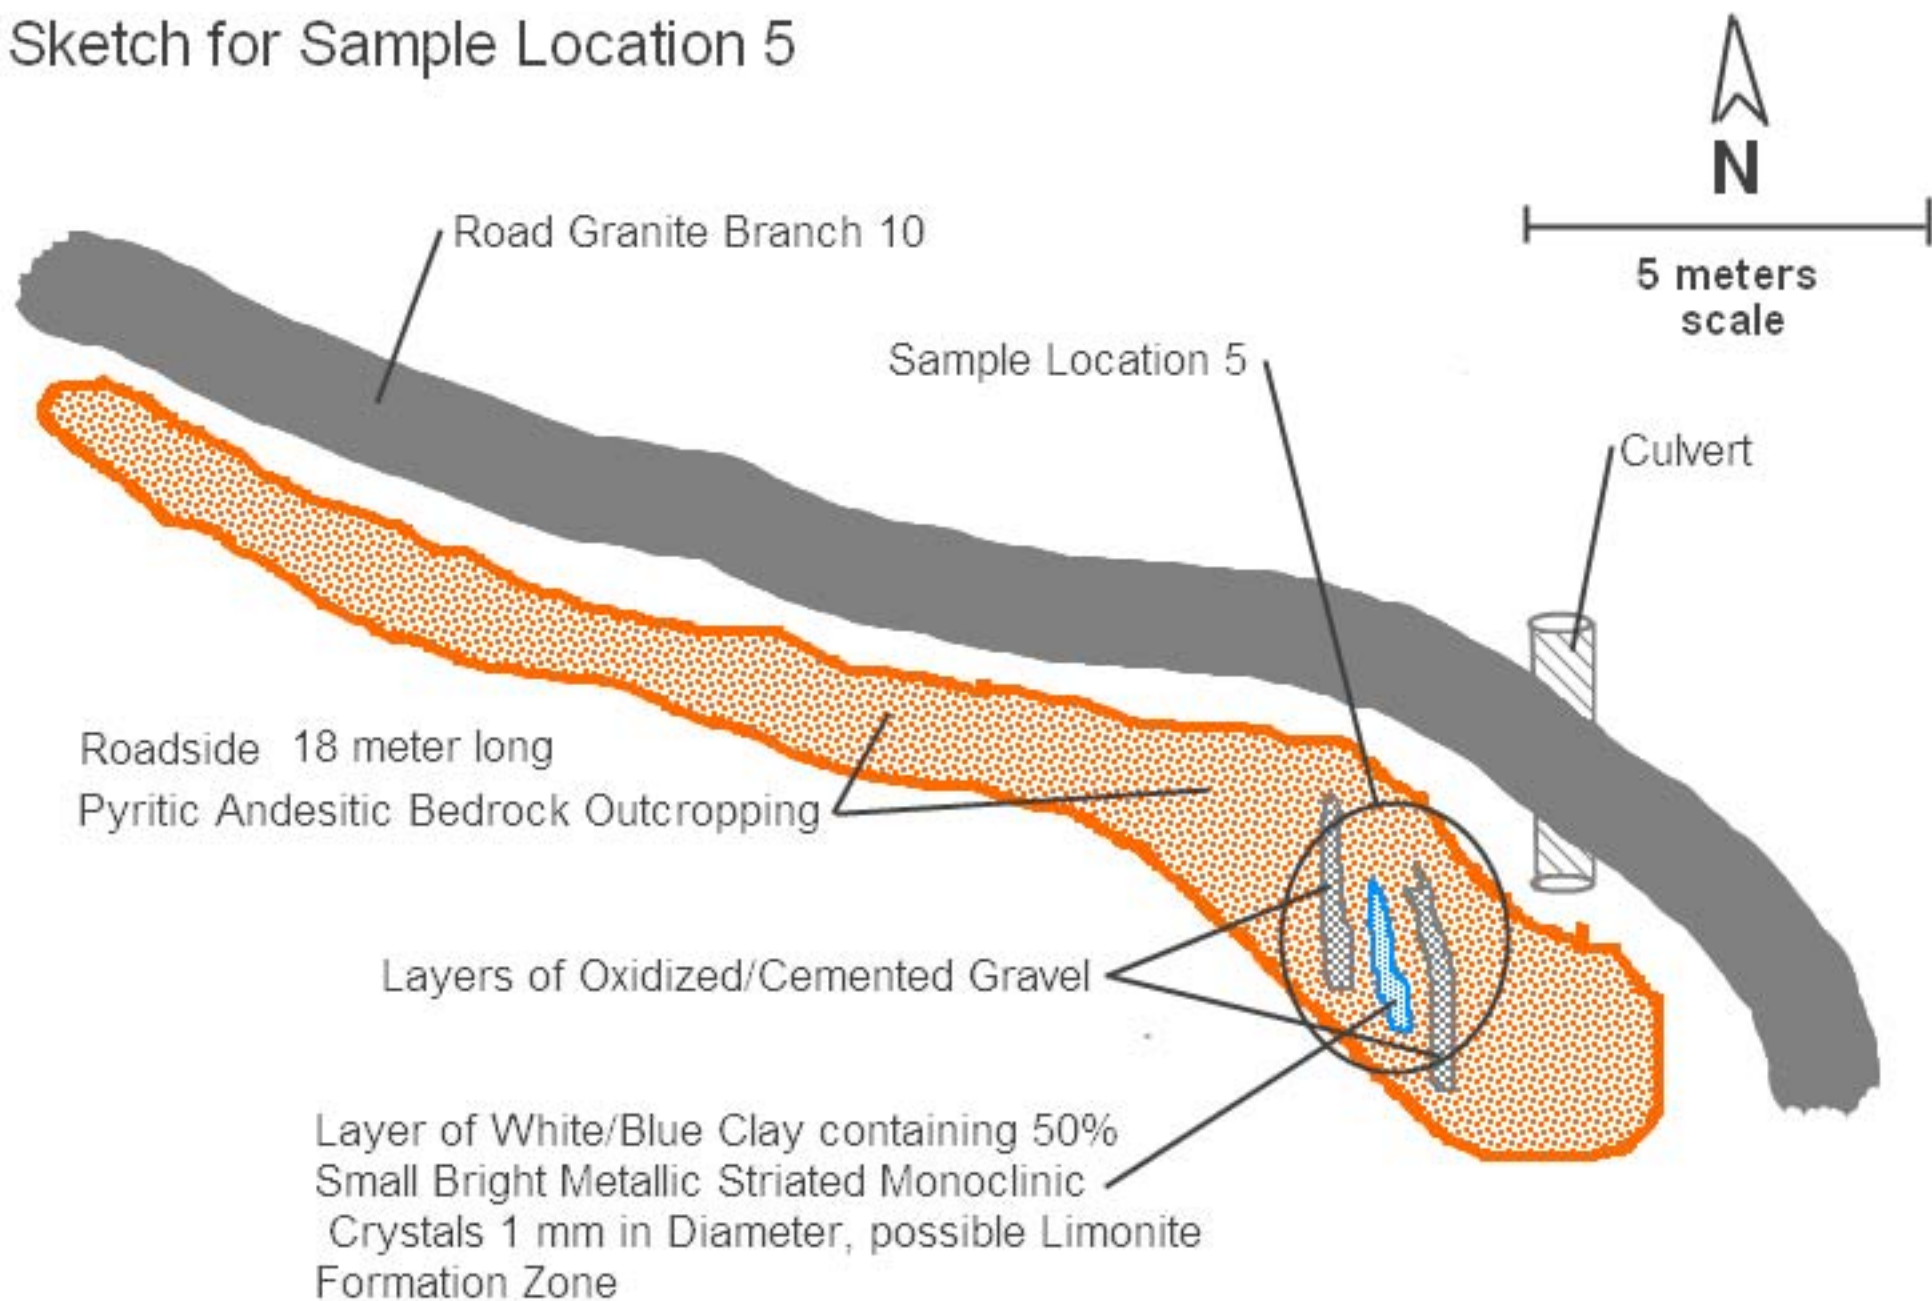 Sketch for Sample Location 5
N
5 meters
scale
Road Granite Branch 10
Sample Location 5
Culvert
Roadside 18 meter long
Pyritic Andesitic Bedrock Outcropping
Layers of Oxidized/Cemented Gravel
Layer of White/Blue Clay containing 50%
Small Bright Metallic Striated Monoclinic
Crystals 1 mm in Diameter, possible Limonite
Formation Zone